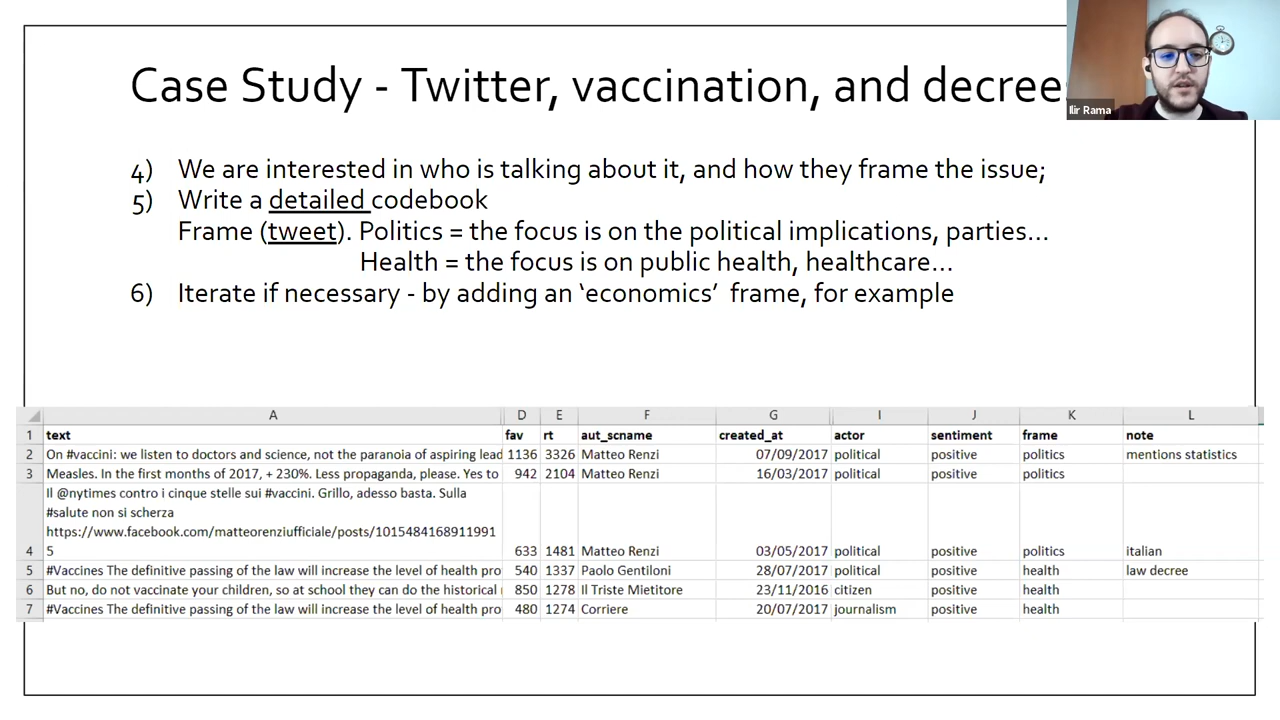 Case Study - Twitter, vaccination, and decrees
Ilir Rama
4) We are interested in who is talking about it, and how they frame the issue;
5) Write a detailed codebook
Frame (tweet). Politics = the focus is on the political implications, parties...
Health = the focus is on public health, healthcare...
6) Iterate if necessary - by adding an ‘economics’ frame, for example
A D E F G I J K L
1 text fav rt aut_scname created_at actor sentiment frame note
2 On #vaccini: we listen to doctors and science, not the paranoia of aspiring lead 1136 3326 Matteo Renzi 07/09/2017 political positive politics mentions statistics
3 Measles. In the first months of 2017, + 230%. Less propaganda, please. Yes to 942 2104 Matteo Renzi 16/03/2017 political positive politics
Il @nytimes contro i cinque stelle sui #vaccini. Grillo, adesso basta. Sulla
#salute non si scherza
https://www.facebook.com/matteorenziufficiale/posts/1015484168911991
4 5 633 1481 Matteo Renzi 03/05/2017 political positive politics italian
5 #Vaccines The definitive passing of the law will increase the level of health pro 540 1337 Paolo Gentiloni 28/07/2017 political positive health law decree
6 But no, do not vaccinate your children, so at school they can do the historical 850 1278 Il Triste Mietitore 23/11/2016 citizen positive health
7 #Vaccines The definitive passing of the law will increase the level of health pro 480 1274 Corriere 20/07/2017 journalism positive health